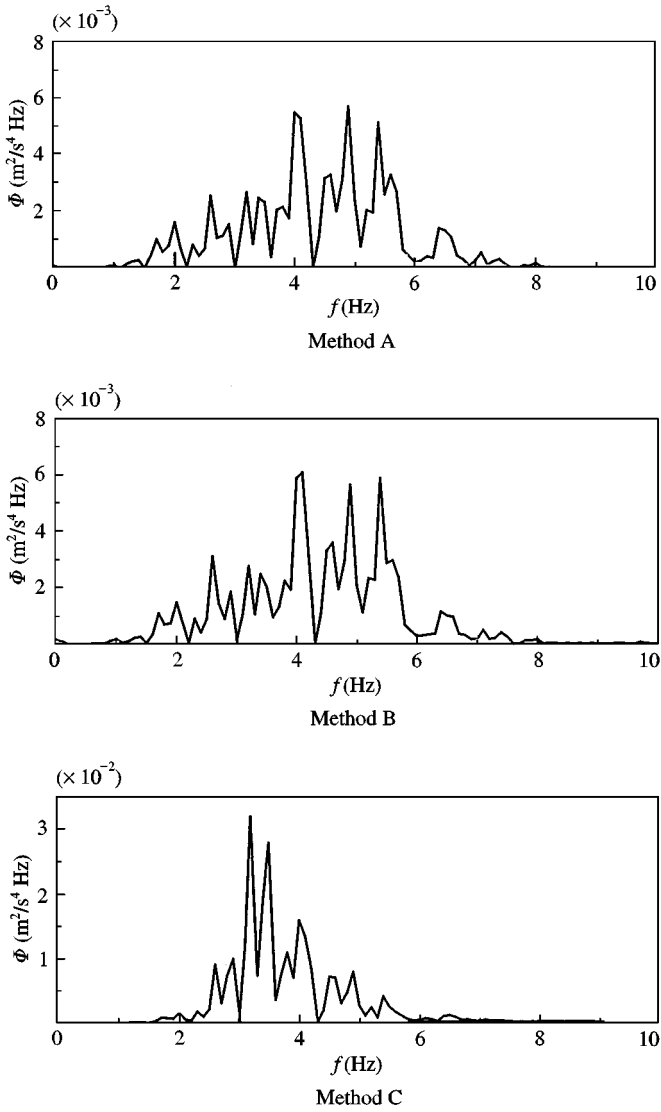 (× 10⁻³)
8
6
4
2
0 2 4 6 8 10
Φ (m²/s⁴ Hz)
f (Hz)
Method A
(× 10⁻³)
8
6
4
2
0 2 4 6 8 10
Φ (m²/s⁴ Hz)
f (Hz)
Method B
(× 10⁻²)
3
2
1
0 2 4 6 8 10
Φ (m²/s⁴ Hz)
f (Hz)
Method C